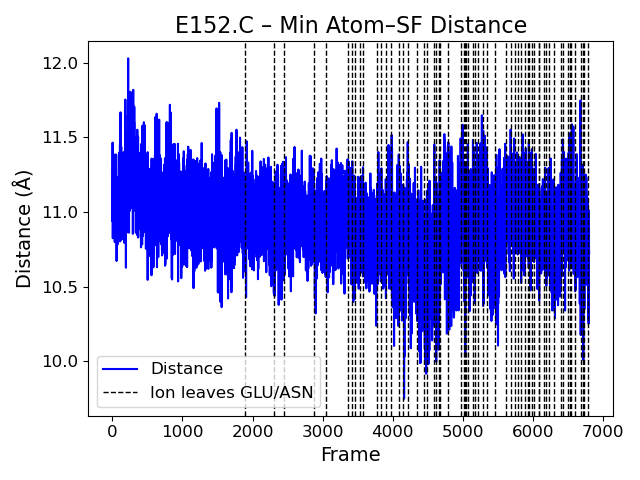 E152.C – Min Atom–SF Distance
12.0
11.5
11.0
10.5
10.0
Distance (Å)
Distance
Ion leaves GLU/ASN
0 1000 2000 3000 4000 5000 6000 7000
Frame